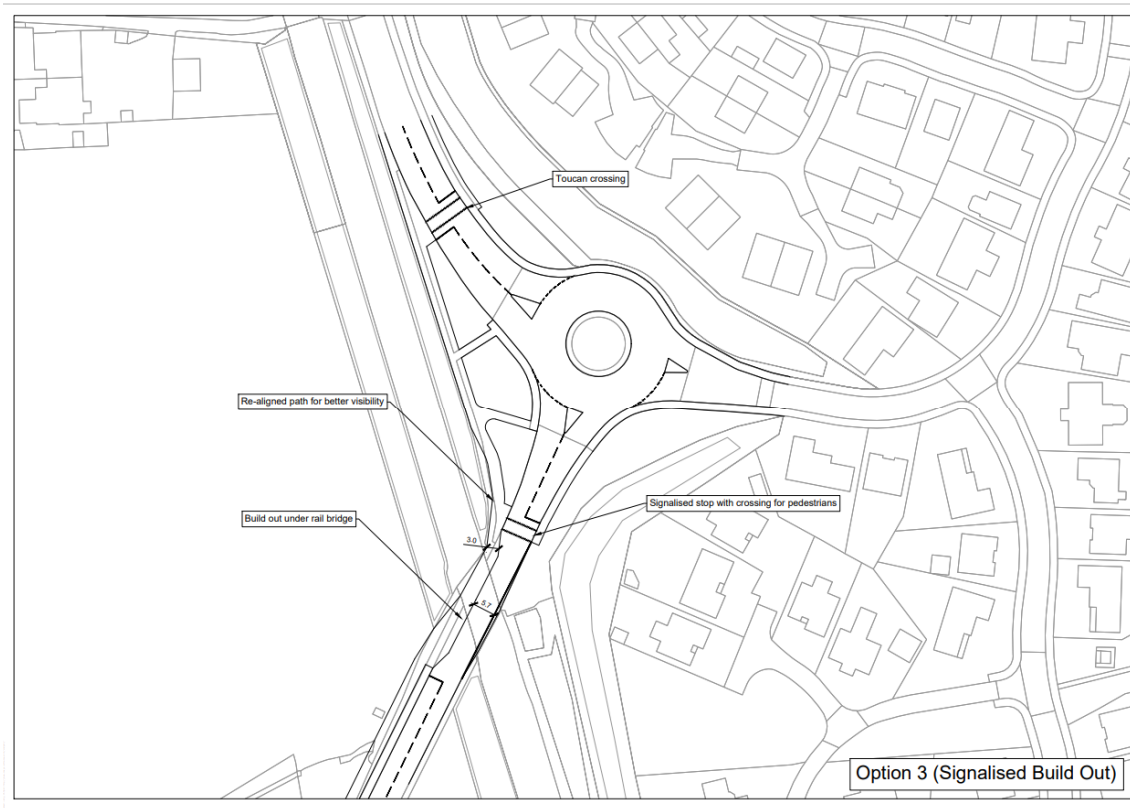 Toucan crossing
Re-aligned path for better visibility
Signalised stop with crossing for pedestrians
Build out under rail bridge
3.0
5.7
Option 3 (Signalised Build Out)